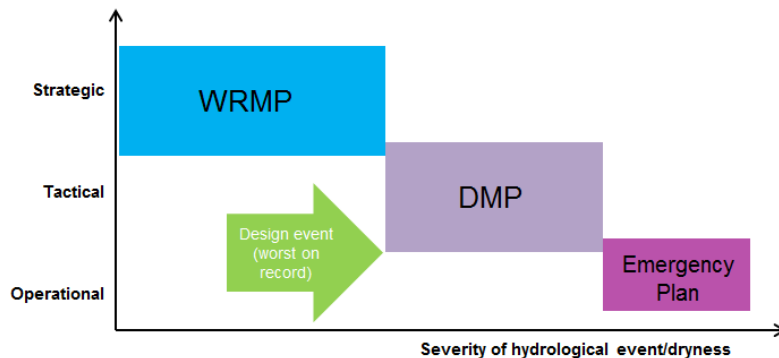 Strategic
WRMP
Tactical
DMP
Design event
(worst on
record)
Emergency
Plan
Operational
Severity of hydrological event/dryness